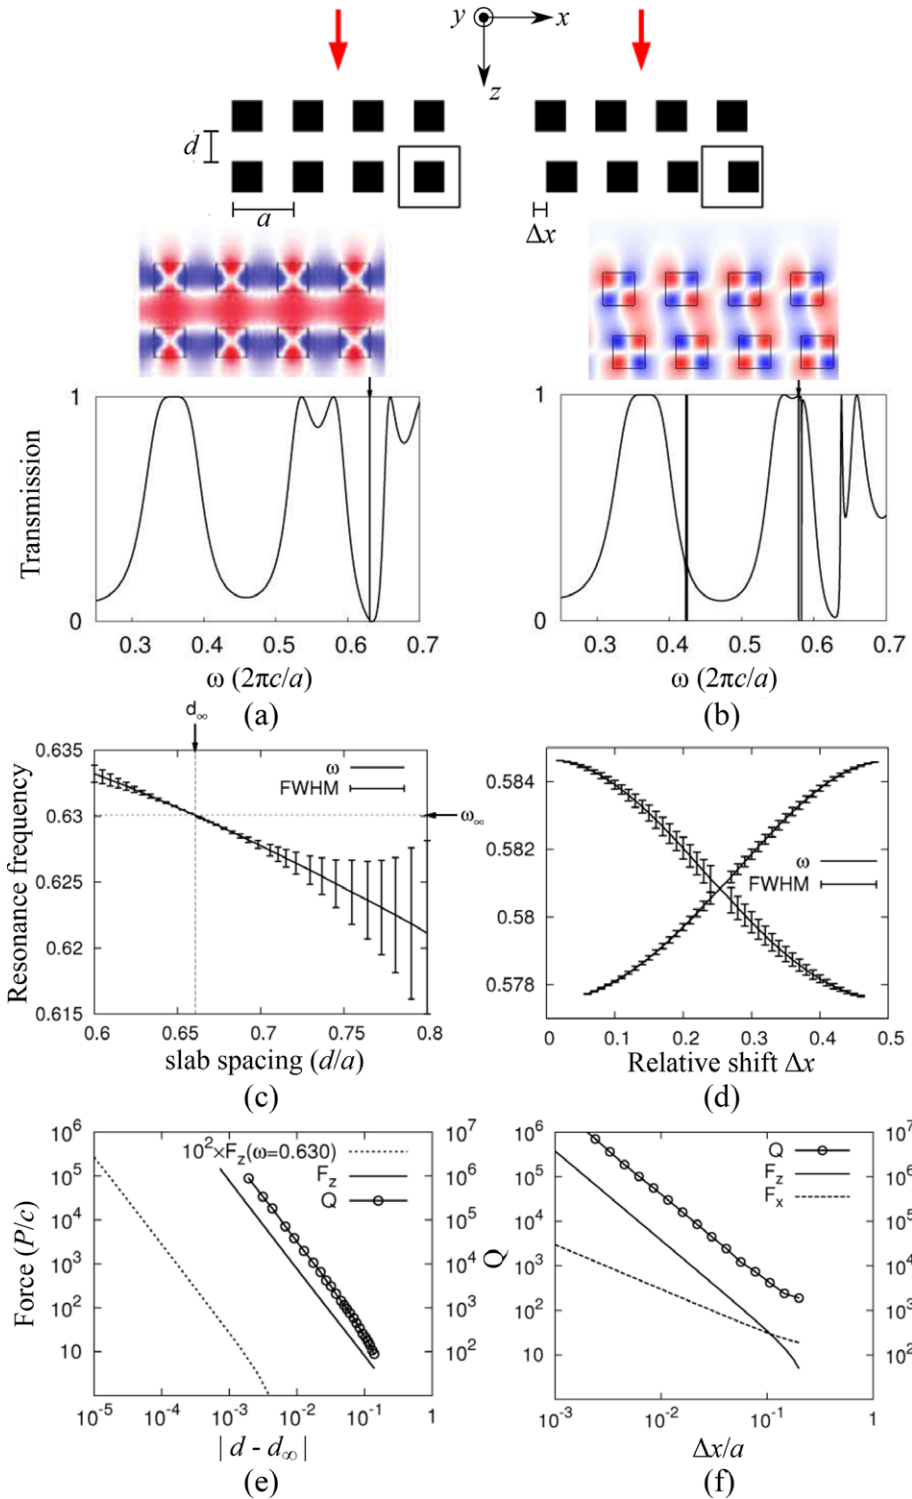 y x
z
d
a
Δx
Transmission
1
0
0.3 0.4 0.5 0.6 0.7
ω (2πc/a)
(a)
1
0
0.3 0.4 0.5 0.6 0.7
ω (2πc/a)
(b)
d∞
Resonance frequency
0.635
0.63
0.625
0.62
0.615
ω
FWHM
ω∞
0.6 0.65 0.7 0.75 0.8
slab spacing (d/a)
(c)
0.584
0.582
0.58
0.578
ω
FWHM
0 0.1 0.2 0.3 0.4 0.5
Relative shift Δx
(d)
Force (P/c)
10⁶
10⁵
10⁴
10³
10²
10
10²×F_z(ω=0.630)
F_z
Q
10⁷
10⁶
10⁵
10⁴
10³
10²
Q
10⁻⁵ 10⁻⁴ 10⁻³ 10⁻² 10⁻¹ 1
| d - d∞ |
(e)
10⁶
10⁵
10⁴
10³
10²
10
Q
F_z
F_x
10⁷
10⁶
10⁵
10⁴
10³
10²
10⁻³ 10⁻² 10⁻¹ 1
Δx/a
(f)